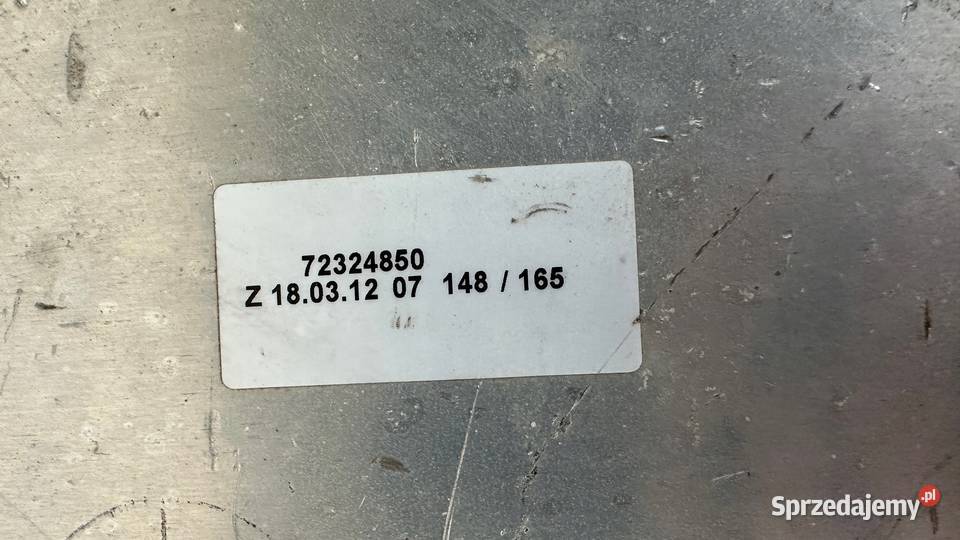 72324850
Z 18.03.12 07 148 / 165
Sprzedajemy.pl